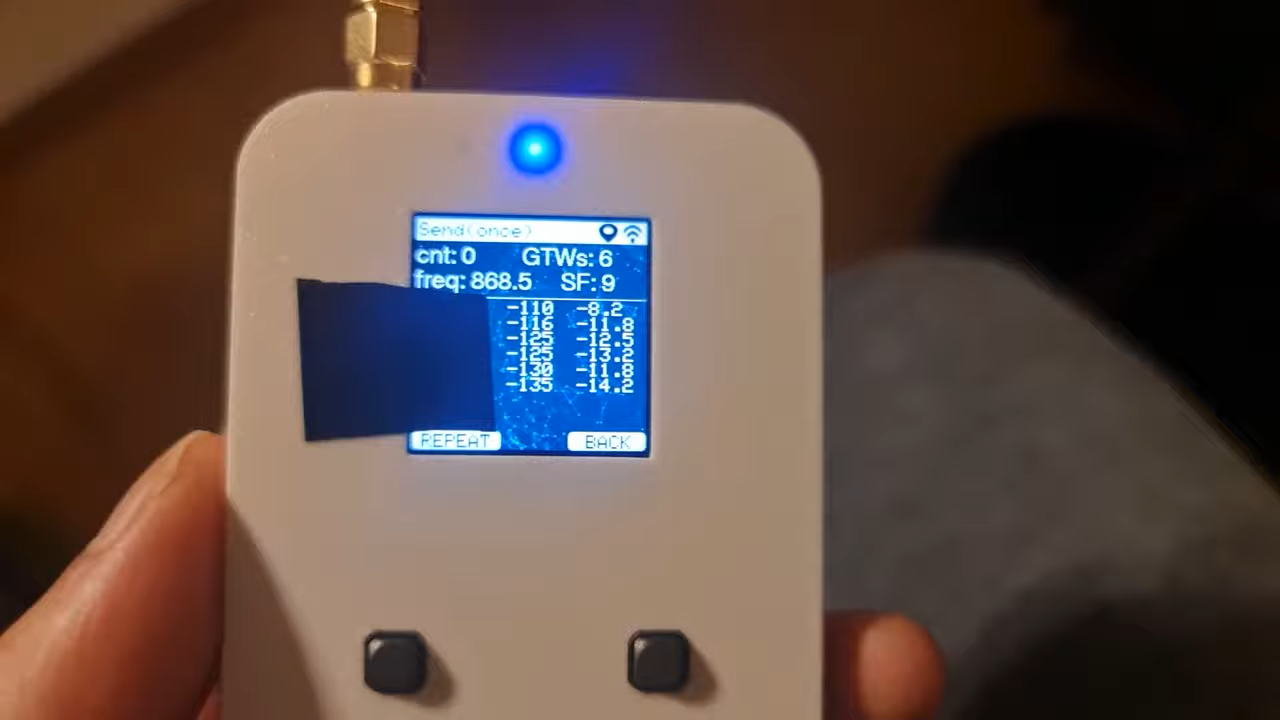 Send(once)
cnt: 0 GTWs: 6
freq: 868.5 SF: 9
-110 -8.2
-116 -11.8
-125 -12.5
-125 -13.2
-130 -11.8
-135 -14.2
REPEAT BACK